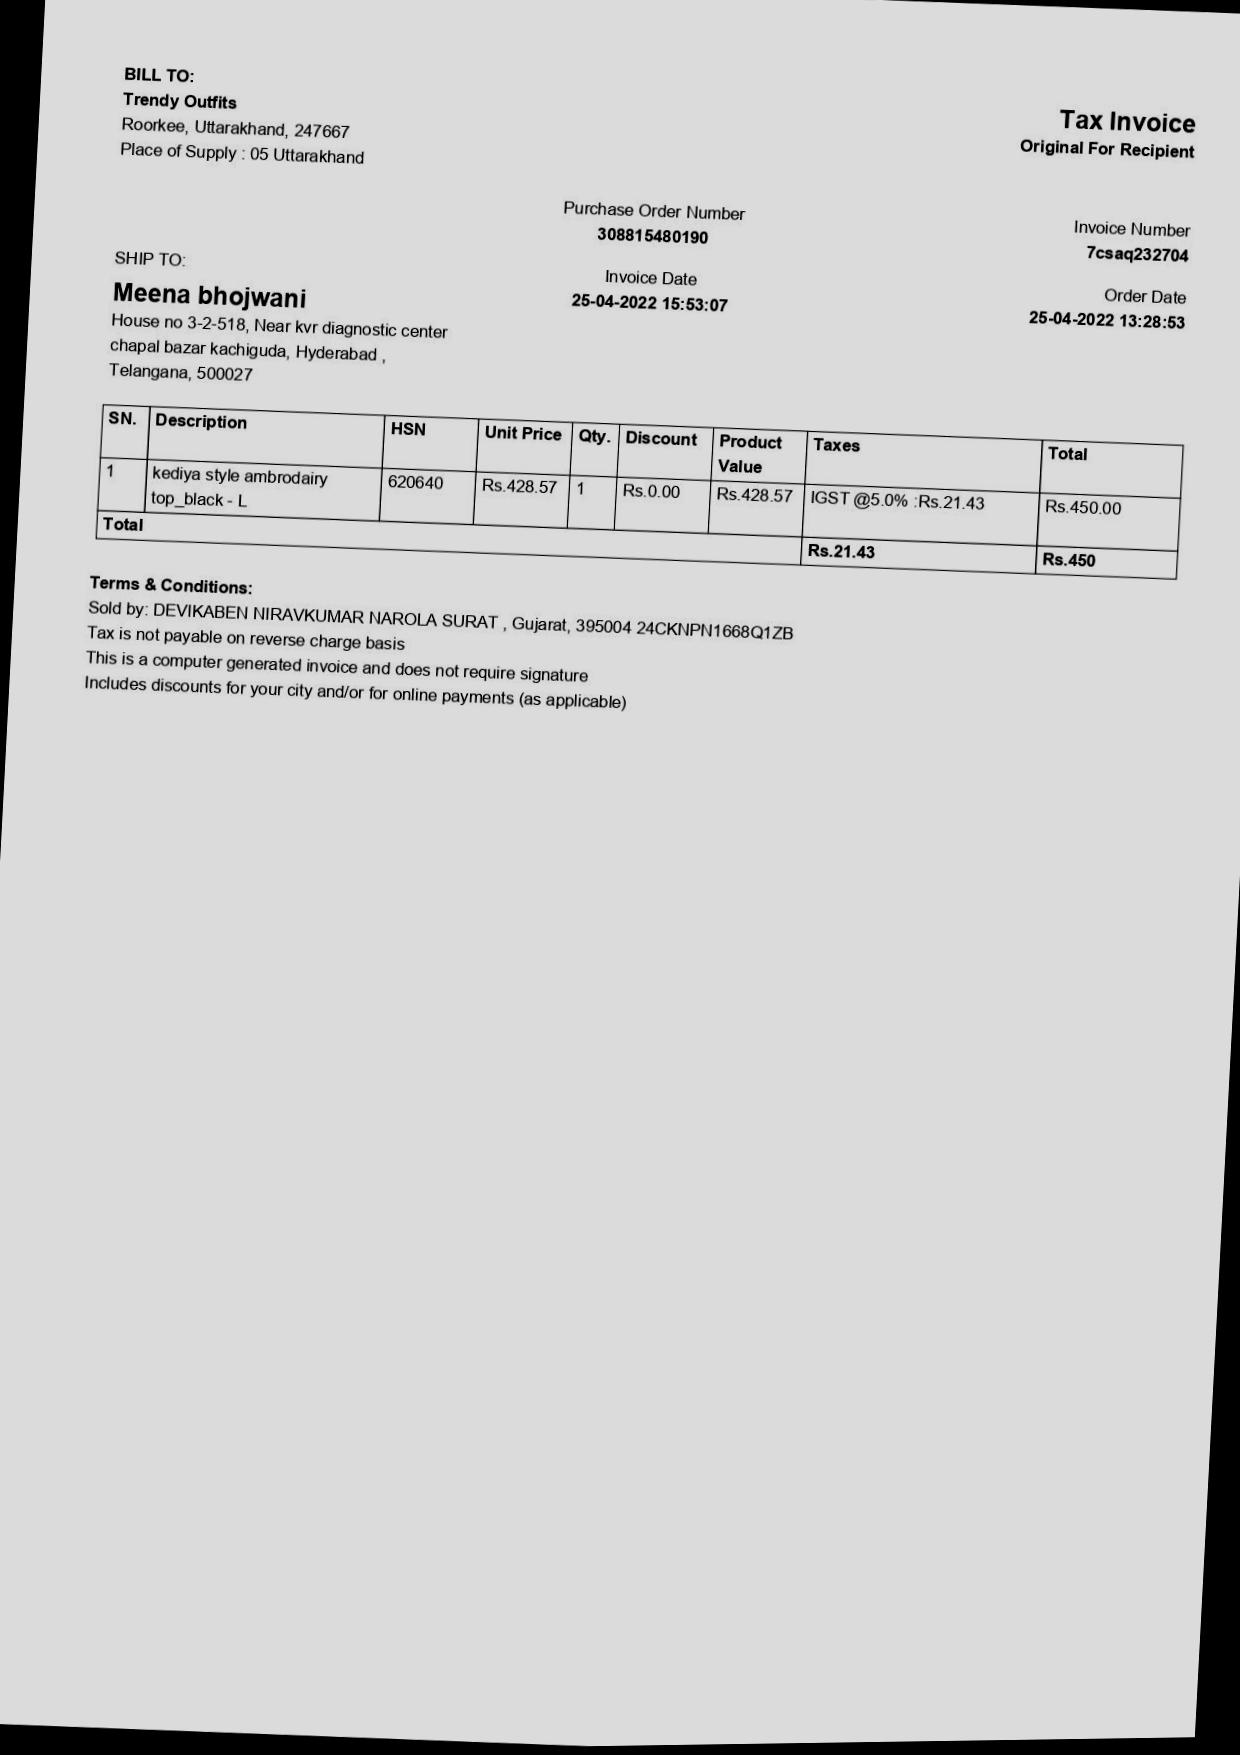 BILL TO:
Trendy Outfits
Roorkee, Uttarakhand, 247667
Place of Supply : 05 Uttarakhand
Tax Invoice
Original For Recipient
Purchase Order Number
308815480190
Invoice Number
7csaq232704
Invoice Date
25-04-2022 15:53:07
Order Date
25-04-2022 13:28:53
SHIP TO:
Meena bhojwani
House no 3-2-518, Near kvr diagnostic center
chapal bazar kachiguda, Hyderabad ,
Telangana, 500027
SN. Description HSN Unit Price Qty. Discount Product Value Taxes Total
1 kediya style ambrodairy top_black - L 620640 Rs.428.57 1 Rs.0.00 Rs.428.57 IGST @5.0% :Rs.21.43 Rs.450.00
Total Rs.21.43 Rs.450
Terms & Conditions:
Sold by: DEVIKABEN NIRAVKUMAR NAROLA SURAT , Gujarat, 395004 24CKNPN1668Q1ZB
Tax is not payable on reverse charge basis
This is a computer generated invoice and does not require signature
Includes discounts for your city and/or for online payments (as applicable)